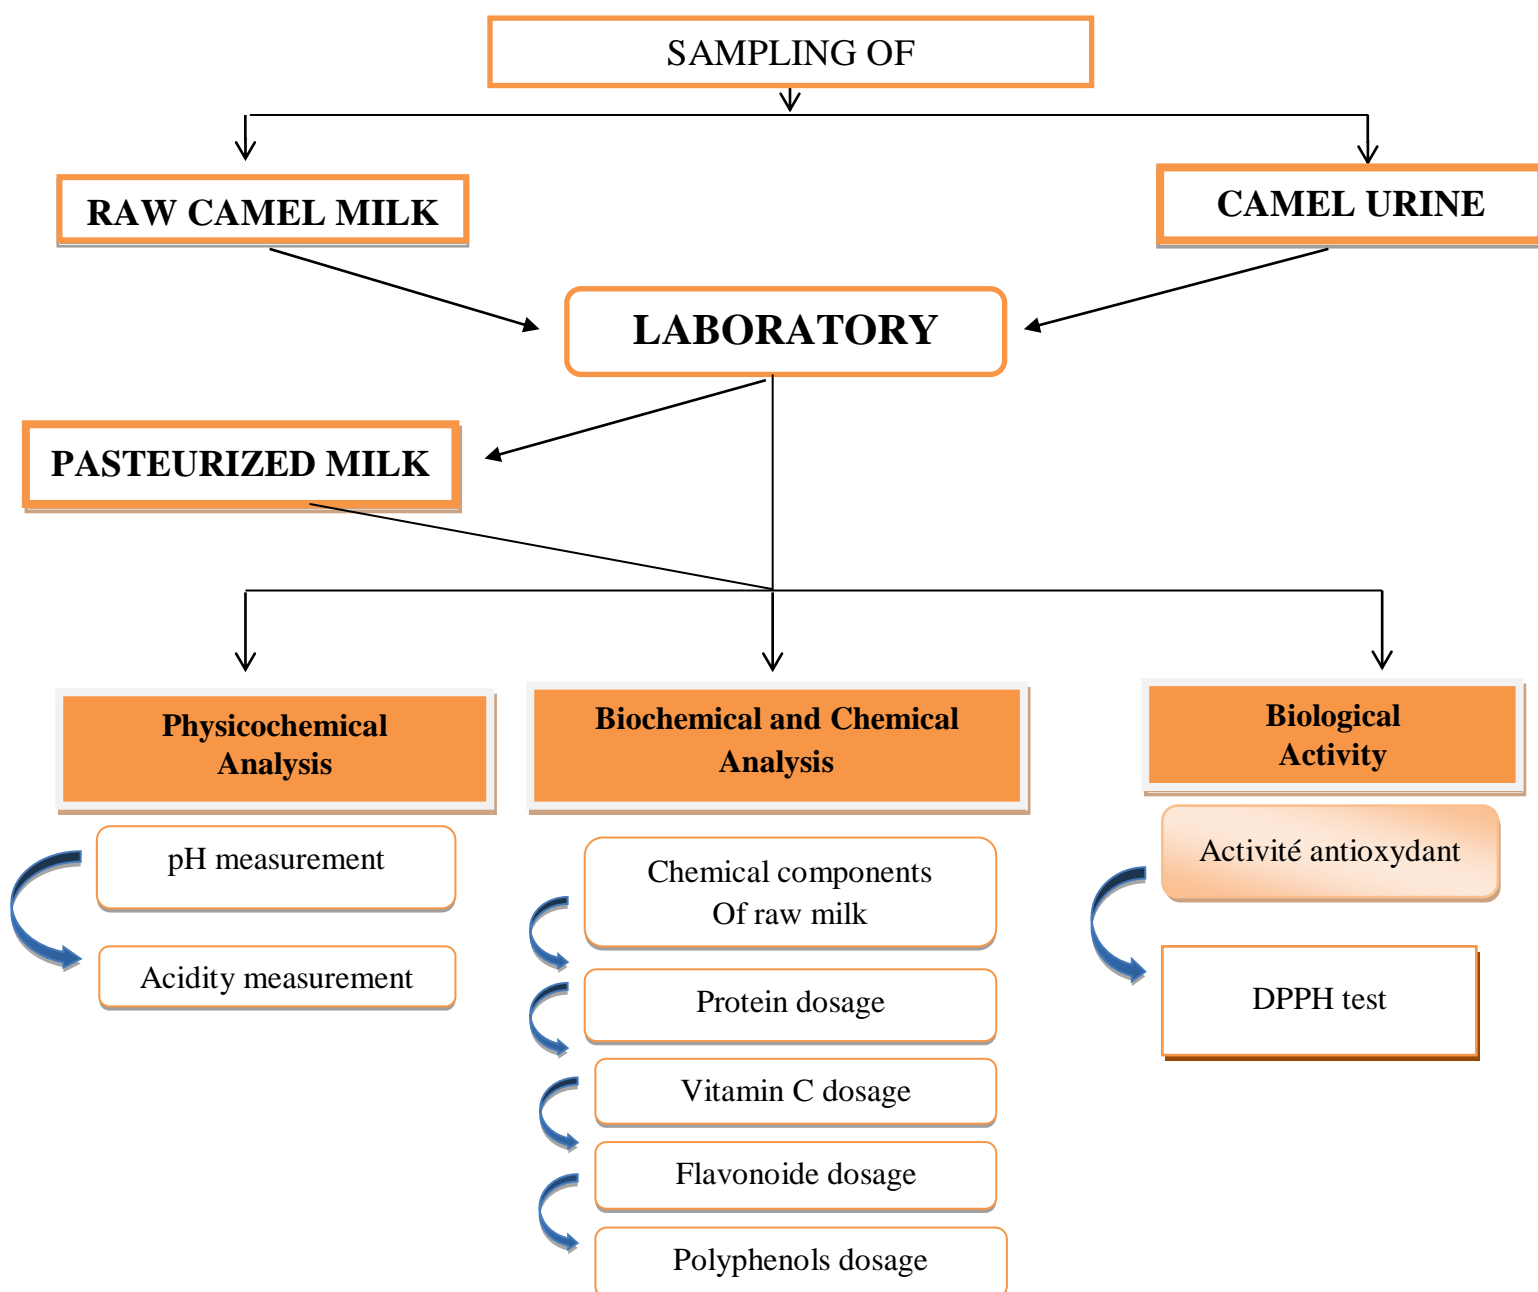 SAMPLING OF
RAW CAMEL MILK
CAMEL URINE
LABORATORY
PASTEURIZED MILK
Physicochemical
Analysis
Biochemical and Chemical
Analysis
Biological
Activity
pH measurement
Acidity measurement
Chemical components
Of raw milk
Protein dosage
Vitamin C dosage
Flavonoide dosage
Polyphenols dosage
Activité antioxydant
DPPH test